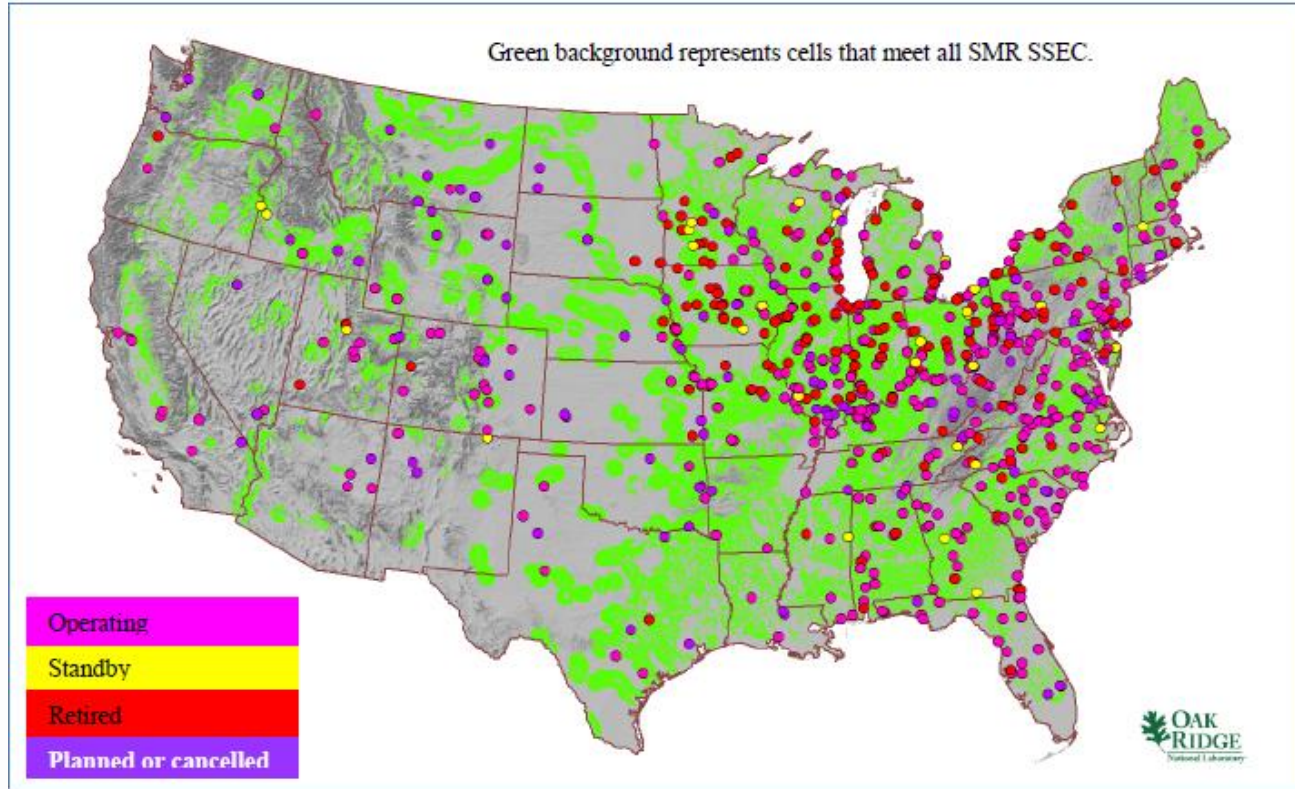 Green background represents cells that meet all SMR SSEC.
Operating
Standby
Retired
Planned or cancelled
OAK
RIDGE
National Laboratory